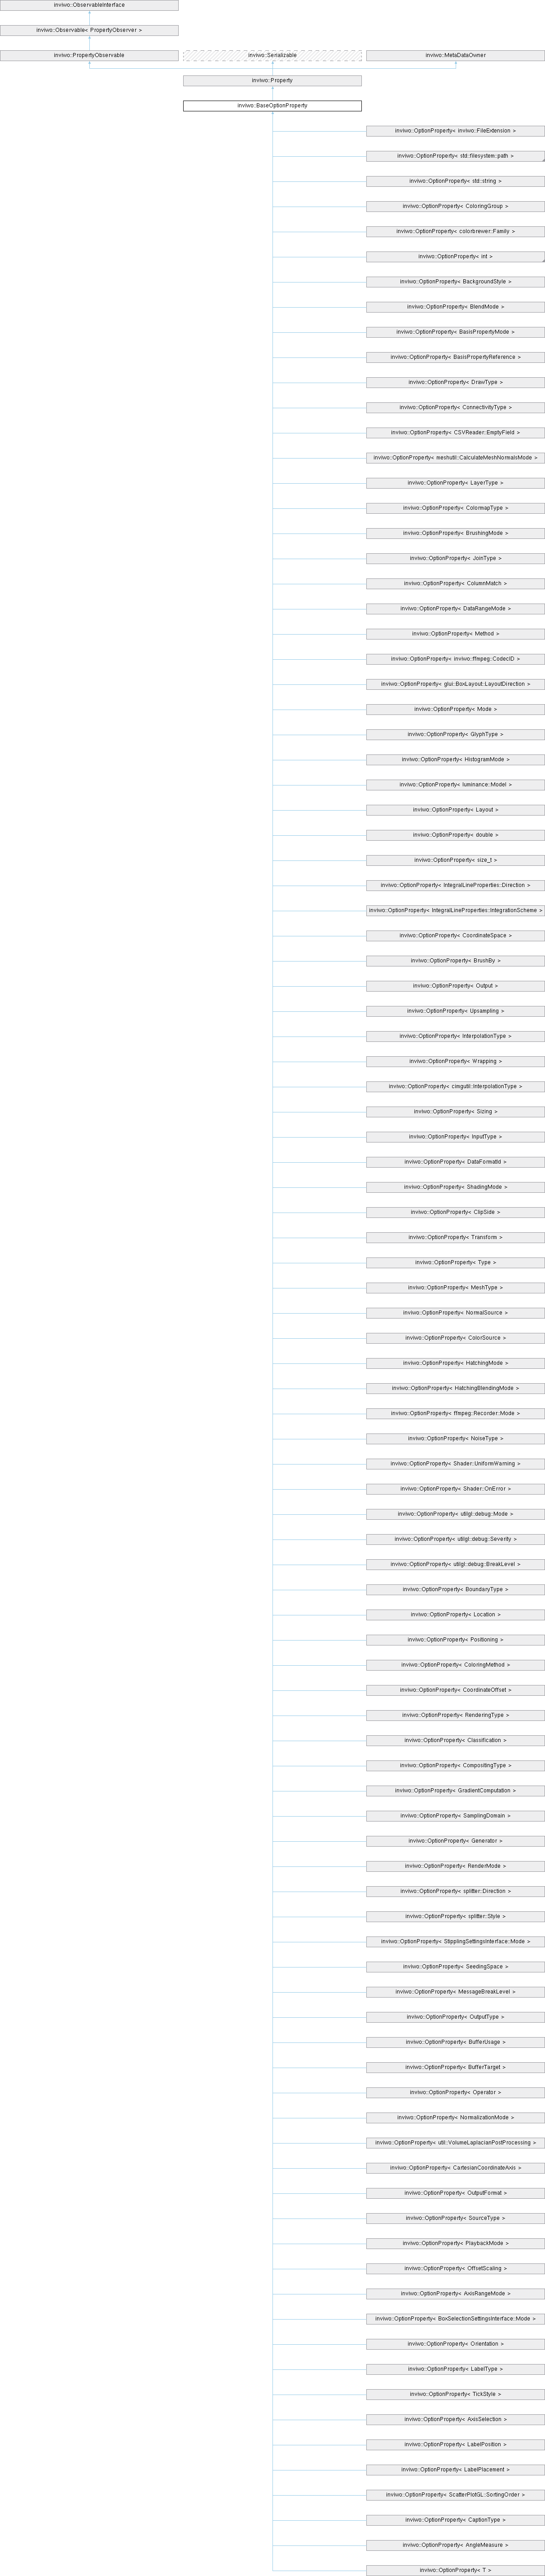 inviwo::ObservableInterface
inviwo::Observable< PropertyObserver >
inviwo::PropertyObservable
inviwo::Serializable
inviwo::MetaDataOwner
inviwo::Property
inviwo::BaseOptionProperty
inviwo::OptionProperty< inviwo::FileExtension >
inviwo::OptionProperty< std::filesystem::path >
inviwo::OptionProperty< std::string >
inviwo::OptionProperty< ColoringGroup >
inviwo::OptionProperty< colorbrewer::Family >
inviwo::OptionProperty< int >
inviwo::OptionProperty< BackgroundStyle >
inviwo::OptionProperty< BlendMode >
inviwo::OptionProperty< BasisPropertyMode >
inviwo::OptionProperty< BasisPropertyReference >
inviwo::OptionProperty< DrawType >
inviwo::OptionProperty< ConnectivityType >
inviwo::OptionProperty< CSVReader::EmptyField >
inviwo::OptionProperty< meshutil::CalculateMeshNormalsMode >
inviwo::OptionProperty< LayerType >
inviwo::OptionProperty< ColormapType >
inviwo::OptionProperty< BrushingMode >
inviwo::OptionProperty< JoinType >
inviwo::OptionProperty< ColumnMatch >
inviwo::OptionProperty< DataRangeMode >
inviwo::OptionProperty< Method >
inviwo::OptionProperty< inviwo::ffmpeg::CodecID >
inviwo::OptionProperty< glui::BoxLayout::LayoutDirection >
inviwo::OptionProperty< Mode >
inviwo::OptionProperty< GlyphType >
inviwo::OptionProperty< HistogramMode >
inviwo::OptionProperty< luminance::Model >
inviwo::OptionProperty< Layout >
inviwo::OptionProperty< double >
inviwo::OptionProperty< size_t >
inviwo::OptionProperty< IntegralLineProperties::Direction >
inviwo::OptionProperty< IntegralLineProperties::IntegrationScheme >
inviwo::OptionProperty< CoordinateSpace >
inviwo::OptionProperty< BrushBy >
inviwo::OptionProperty< Output >
inviwo::OptionProperty< Upsampling >
inviwo::OptionProperty< InterpolationType >
inviwo::OptionProperty< Wrapping >
inviwo::OptionProperty< cimgutil::InterpolationType >
inviwo::OptionProperty< Sizing >
inviwo::OptionProperty< InputType >
inviwo::OptionProperty< DataFormatId >
inviwo::OptionProperty< ShadingMode >
inviwo::OptionProperty< ClipSide >
inviwo::OptionProperty< Transform >
inviwo::OptionProperty< Type >
inviwo::OptionProperty< MeshType >
inviwo::OptionProperty< NormalSource >
inviwo::OptionProperty< ColorSource >
inviwo::OptionProperty< HatchingMode >
inviwo::OptionProperty< HatchingBlendingMode >
inviwo::OptionProperty< ffmpeg::Recorder::Mode >
inviwo::OptionProperty< NoiseType >
inviwo::OptionProperty< Shader::UniformWarning >
inviwo::OptionProperty< Shader::OnError >
inviwo::OptionProperty< utilgl::debug::Mode >
inviwo::OptionProperty< utilgl::debug::Severity >
inviwo::OptionProperty< utilgl::debug::BreakLevel >
inviwo::OptionProperty< BoundaryType >
inviwo::OptionProperty< Location >
inviwo::OptionProperty< Positioning >
inviwo::OptionProperty< ColoringMethod >
inviwo::OptionProperty< CoordinateOffset >
inviwo::OptionProperty< RenderingType >
inviwo::OptionProperty< Classification >
inviwo::OptionProperty< CompositingType >
inviwo::OptionProperty< GradientComputation >
inviwo::OptionProperty< SamplingDomain >
inviwo::OptionProperty< Generator >
inviwo::OptionProperty< RenderMode >
inviwo::OptionProperty< splitter::Direction >
inviwo::OptionProperty< splitter::Style >
inviwo::OptionProperty< StipplingSettingsInterface::Mode >
inviwo::OptionProperty< SeedingSpace >
inviwo::OptionProperty< MessageBreakLevel >
inviwo::OptionProperty< OutputType >
inviwo::OptionProperty< BufferUsage >
inviwo::OptionProperty< BufferTarget >
inviwo::OptionProperty< Operator >
inviwo::OptionProperty< NormalizationMode >
inviwo::OptionProperty< util::VolumeLaplacianPostProcessing >
inviwo::OptionProperty< CartesianCoordinateAxis >
inviwo::OptionProperty< OutputFormat >
inviwo::OptionProperty< SourceType >
inviwo::OptionProperty< PlaybackMode >
inviwo::OptionProperty< OffsetScaling >
inviwo::OptionProperty< AxisRangeMode >
inviwo::OptionProperty< BoxSelectionSettingsInterface::Mode >
inviwo::OptionProperty< Orientation >
inviwo::OptionProperty< LabelType >
inviwo::OptionProperty< TickStyle >
inviwo::OptionProperty< AxisSelection >
inviwo::OptionProperty< LabelPosition >
inviwo::OptionProperty< LabelPlacement >
inviwo::OptionProperty< ScatterPlotGL::SortingOrder >
inviwo::OptionProperty< CaptionType >
inviwo::OptionProperty< AngleMeasure >
inviwo::OptionProperty< T >